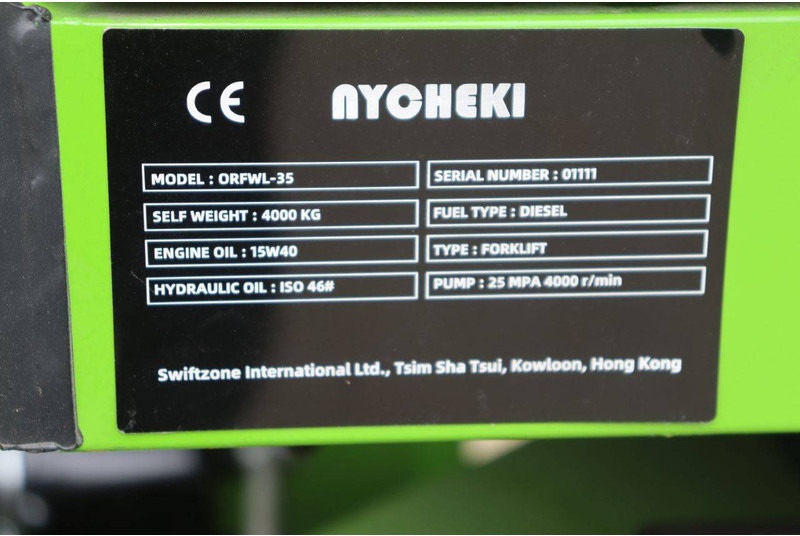 CE NYCHEKI
MODEL : ORFWL-35
SERIAL NUMBER : 01111
SELF WEIGHT : 4000 KG
FUEL TYPE : DIESEL
ENGINE OIL : 15W40
TYPE : FORKLIFT
HYDRAULIC OIL : ISO 46#
PUMP : 25 MPA 4000 r/min
Swiftzone International Ltd., Tsim Sha Tsui, Kowloon, Hong Kong